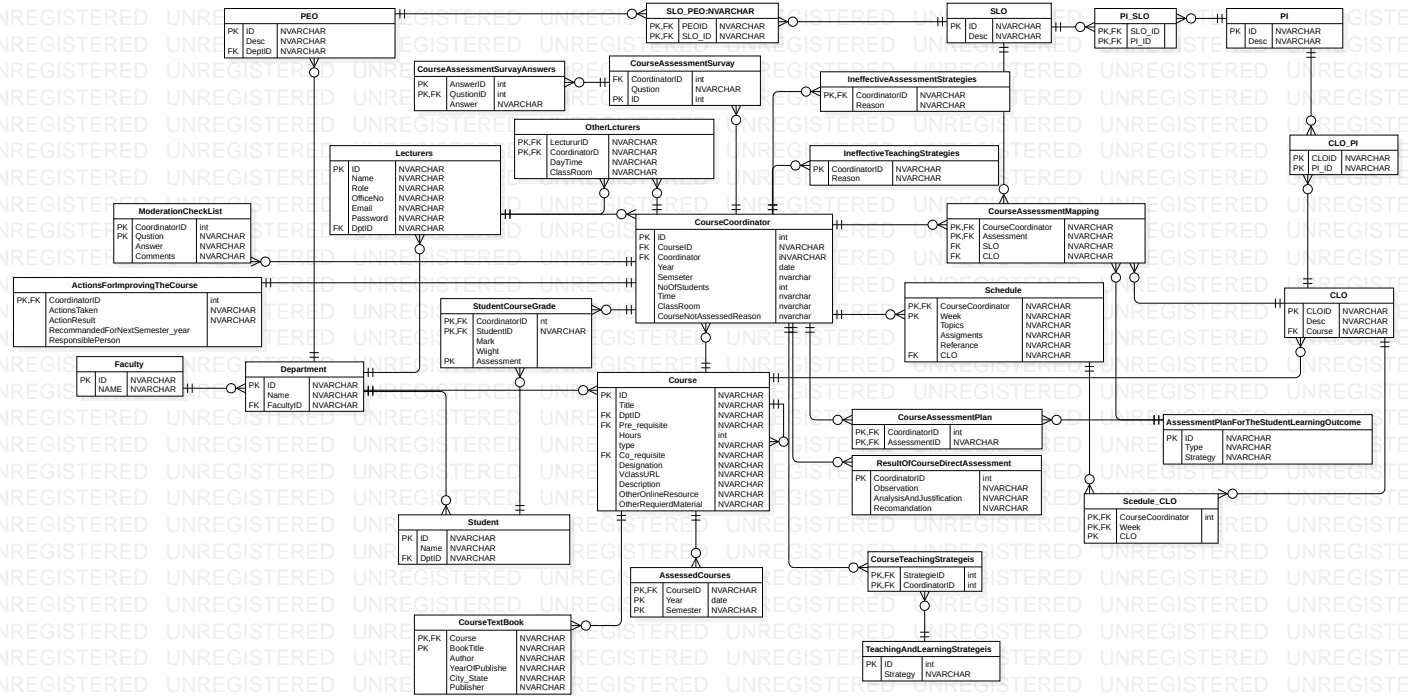 PEO
PK ID NVARCHAR
Desc NVARCHAR
FK DeptID NVARCHAR
SLO_PEO:NVARCHAR
PK,FK PEOID NVARCHAR
PK,FK SLO_ID NVARCHAR
SLO
PK ID NVARCHAR
Desc NVARCHAR
PI_SLO
PK,FK SLO_ID
PK,FK PI_ID
PI
PK ID NVARCHAR
Desc NVARCHAR
CourseAssessmentSurvayAnswers
PK AnswerID int
PK,FK QustionID int
Answer NVARCHAR
CourseAssessmentSurvay
FK CoordinatorID int
Qustion NVARCHAR
PK ID int
IneffectiveAssessmentStrategies
PK,FK CoordinatorID NVARCHAR
Reason NVARCHAR
OtherLcturers
PK,FK LectururID NVARCHAR
PK,FK CoordinatorD NVARCHAR
DayTime NVARCHAR
ClassRoom NVARCHAR
Lecturers
PK ID NVARCHAR
Name NVARCHAR
Role NVARCHAR
OfficeNo NVARCHAR
Email NVARCHAR
Password NVARCHAR
FK DptID NVARCHAR
IneffectiveTeachingStrategies
PK CoordinatorID NVARCHAR
Reason NVARCHAR
CLO_PI
PK CLOID NVARCHAR
PK PI_ID NVARCHAR
ModerationCheckList
PK CoordinatorID int
PK Qustion NVARCHAR
Answer NVARCHAR
Comments NVARCHAR
CourseCoordinator
PK ID int
FK CourseID NVARCHAR
FK Coordinator iNVARCHAR
Year date
Semseter nvarchar
NoOfStudents int
Time nvarchar
ClassRoom nvarchar
CourseNotAssessedReason nvarchar
CourseAssessmentMapping
PK,FK CourseCoordinator NVARCHAR
PK,FK Assessment NVARCHAR
FK SLO NVARCHAR
FK CLO NVARCHAR
ActionsForImprovingTheCourse
PK,FK CoordinatorID int
ActionsTaken NVARCHAR
ActionResult NVARCHAR
RecommandedForNextSemester_year
ResponsiblePerson
StudentCourseGrade
PK,FK CoordinatorID nt
PK,FK StudentID NVARCHAR
Mark
Wiight
PK Assessment
Schedule
PK,FK CourseCoordinator NVARCHAR
PK Week NVARCHAR
Topics NVARCHAR
Assigments NVARCHAR
Referance NVARCHAR
FK CLO NVARCHAR
CLO
PK CLOID NVARCHAR
Desc NVARCHAR
FK Course NVARCHAR
Faculty
PK ID NVARCHAR
NAME NVARCHAR
Department
PK ID NVARCHAR
Name NVARCHAR
FK FacultyID NVARCHAR
Course
PK ID NVARCHAR
Title NVARCHAR
FK DptID NVARCHAR
FK Pre_requisite NVARCHAR
Hours int
type NVARCHAR
FK Co_requisite NVARCHAR
Designation NVARCHAR
VclassURL NVARCHAR
Description NVARCHAR
OtherOnlineResource NVARCHAR
OtherRequierdMaterial NVARCHAR
CourseAssessmentPlan
PK,FK CoordinatorID int
PK,FK AssessmentID NVARCHAR
AssessmentPlanForTheStudentLearningOutcome
PK ID NVARCHAR
Type NVARCHAR
Strategy NVARCHAR
ResultOfCourseDirectAssessment
PK CoordinatorID int
Observation NVARCHAR
AnalysisAndJustification NVARCHAR
Recomandation NVARCHAR
Scedule_CLO
PK,FK CourseCoordinator int
PK,FK Week
PK CLO
Student
PK ID NVARCHAR
Name NVARCHAR
FK DptID NVARCHAR
AssessedCourses
PK,FK CourseID NVARCHAR
PK Year date
PK Semester NVARCHAR
CourseTeachingStrategeis
PK,FK StrategieID int
PK,FK CoordinatorID int
CourseTextBook
PK,FK Course NVARCHAR
PK BookTitle NVARCHAR
Author NVARCHAR
YearOfPublishe NVARCHAR
City_State NVARCHAR
Publisher NVARCHAR
TeachingAndLearningStrategeis
PK ID int
Strategy NVARCHAR
UNREGISTERED